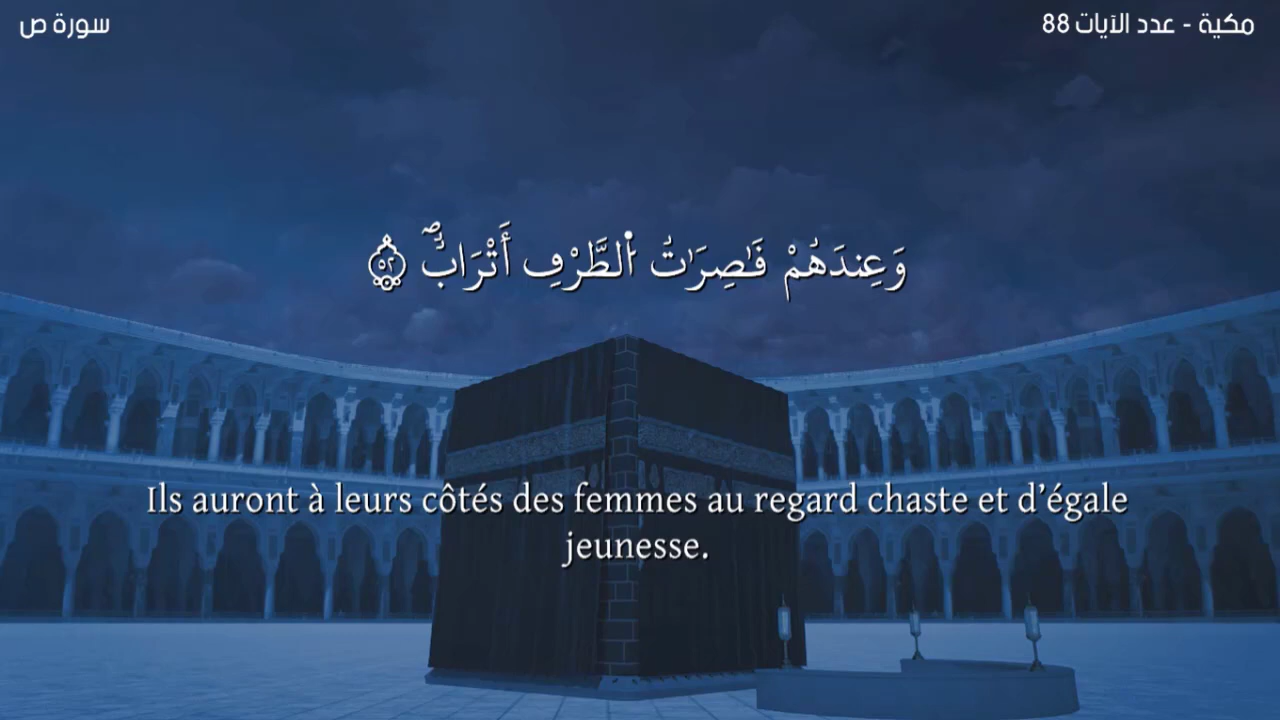 مكية - عدد الآيات 88
سورة ص
وَعِندَهُمْ قَٰصِرَٰتُ ٱلطَّرْفِ أَتْرَابٌ ۗ ٥٢
Ils auront à leurs côtés des femmes au regard chaste et d’égale
jeunesse.